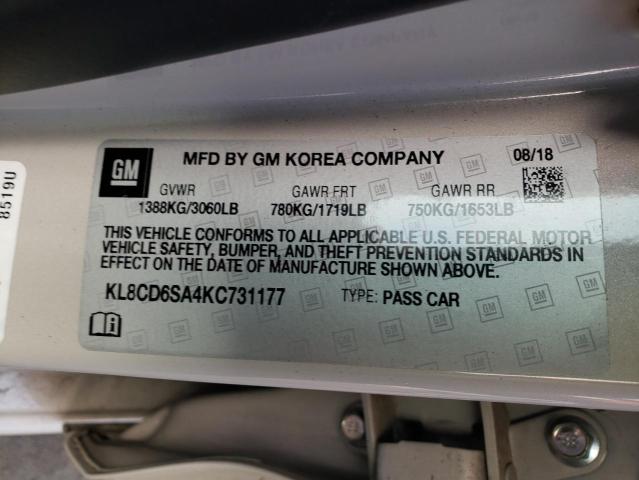 GM MFD BY GM KOREA COMPANY 08/18
GVWR GAWR FRT GAWR RR
1388KG/3060LB 780KG/1719LB 750KG/1653LB
THIS VEHICLE CONFORMS TO ALL APPLICABLE U.S. FEDERAL MOTOR
VEHICLE SAFETY, BUMPER, AND THEFT PREVENTION STANDARDS IN
EFFECT ON THE DATE OF MANUFACTURE SHOWN ABOVE.
KL8CD6SA4KC731177 TYPE: PASS CAR
8519U